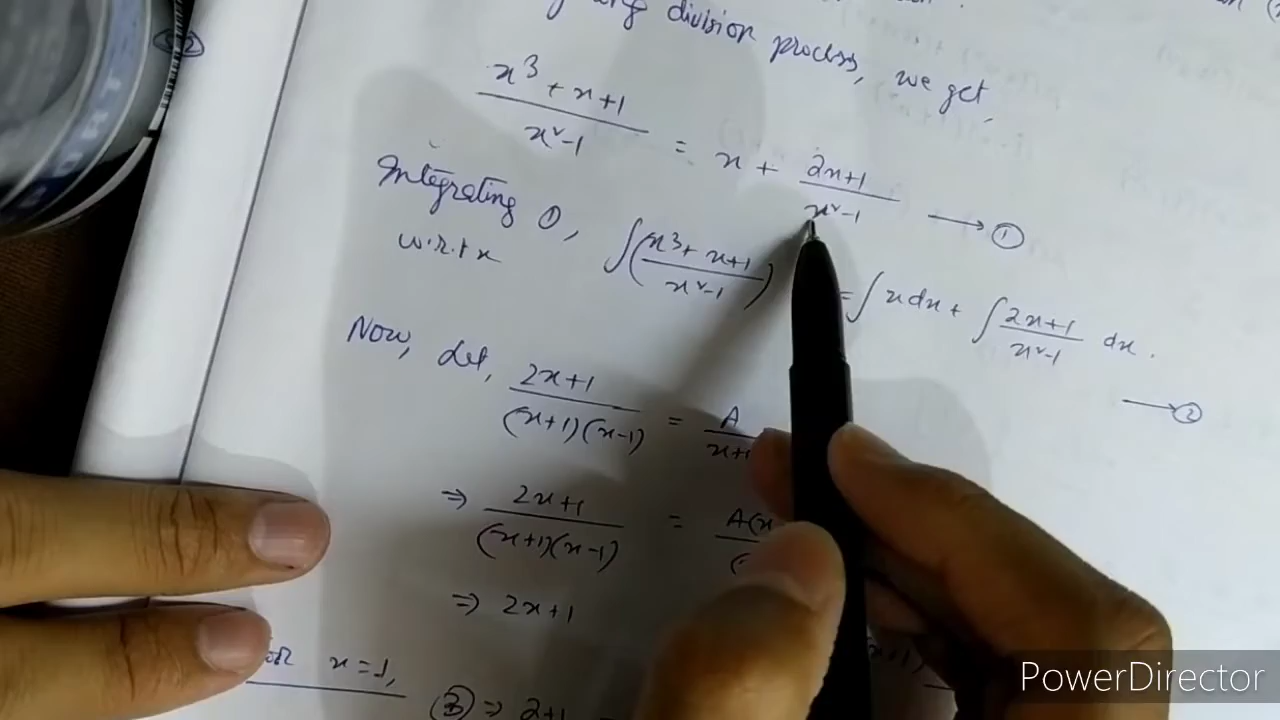 division process, we get,
x³ + x + 1 / x² - 1 = x + 2x+1 / x² - 1 → ①
Integrating ①, ∫(x³ + x + 1 / x² - 1) = ∫ x dx + ∫ 2x+1 / x² - 1 dx.
w.r.t x
→ ②
Now, Let, 2x+1 / (x+1)(x-1) = A / x+1
⇒ 2x+1 / (x+1)(x-1) = A(x
⇒ 2x+1
x = 1,
③ ⇒ 2+1
PowerDirector